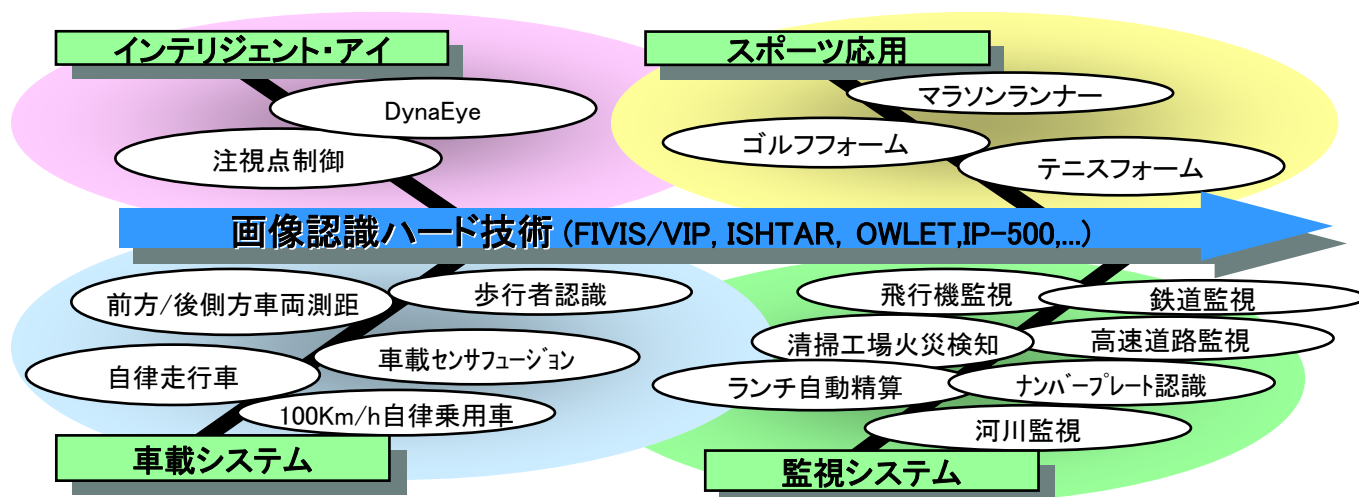 インテリジェント・アイ
DynaEye
注視点制御
スポーツ応用
マラソンランナー
ゴルフフォーム
テニスフォーム
画像認識ハード技術 (FIVIS/VIP, ISHTAR, OWLET,IP-500,...)
前方/後側方車両測距
歩行者認識
車載センサフュージョン
自律走行車
100Km/h自律乗用車
車載システム
飛行機監視
鉄道監視
清掃工場火災検知
高速道路監視
ランチ自動精算
ナンバープレート認識
河川監視
監視システム